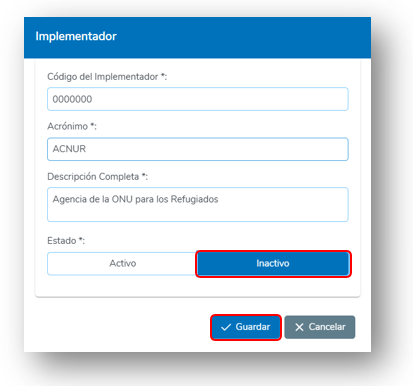 Implementador
Código del Implementador *:
0000000
Acrónimo *:
ACNUR
Descripción Completa *:
Agencia de la ONU para los Refugiados
Estado *:
Activo Inactivo
Guardar Cancelar